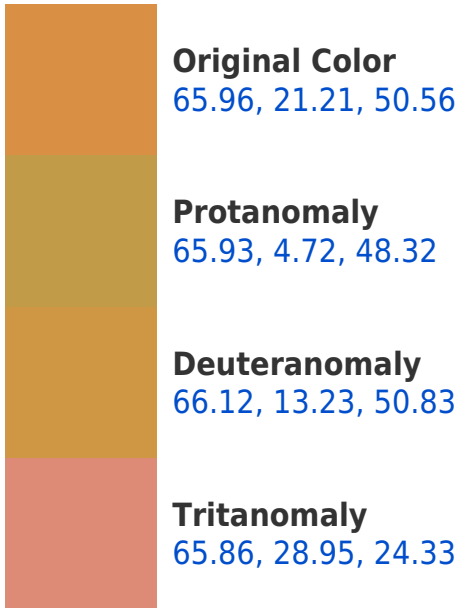 Original Color
65.96, 21.21, 50.56
Protanomaly
65.93, 4.72, 48.32
Deuteranomaly
66.12, 13.23, 50.83
Tritanomaly
65.86, 28.95, 24.33